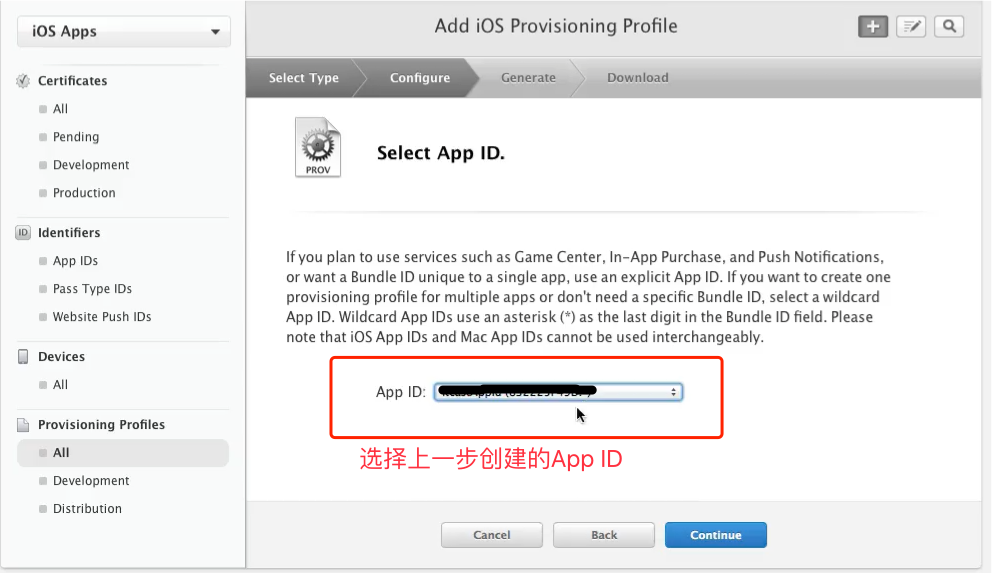 iOS Apps
Add iOS Provisioning Profile
Select Type
Configure
Generate
Download
Certificates
All
Pending
Development
Production
ID
Identifiers
App IDs
Pass Type IDs
Website Push IDs
Devices
All
Provisioning Profiles
All
Development
Distribution
PROV
Select App ID.
If you plan to use services such as Game Center, In-App Purchase, and Push Notifications,
or want a Bundle ID unique to a single app, use an explicit App ID. If you want to create one
provisioning profile for multiple apps or don't need a specific Bundle ID, select a wildcard
App ID. Wildcard App IDs use an asterisk (*) as the last digit in the Bundle ID field. Please
note that iOS App IDs and Mac App IDs cannot be used interchangeably.
App ID:
选择上一步创建的App ID
Cancel
Back
Continue